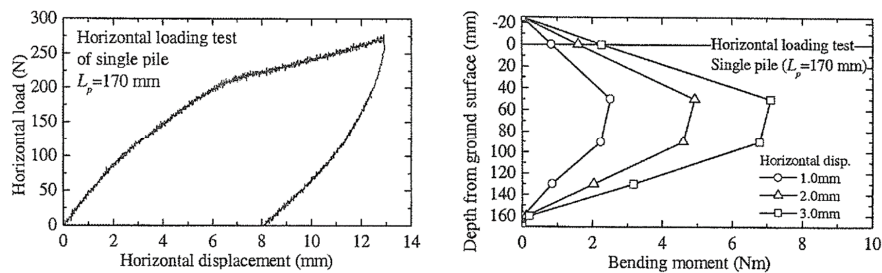 300
250
200
150
100
50
0
Horizontal load (N)
Horizontal loading test
of single pile
Lp=170 mm
0 2 4 6 8 10 12 14
Horizontal displacement (mm)
-20
0
20
40
60
80
100
120
140
160
Depth from ground surface (mm)
Horizontal loading test
Single pile (Lp=170 mm)
Horizontal disp.
1.0mm
2.0mm
3.0mm
0 2 4 6 8 10
Bending moment (Nm)